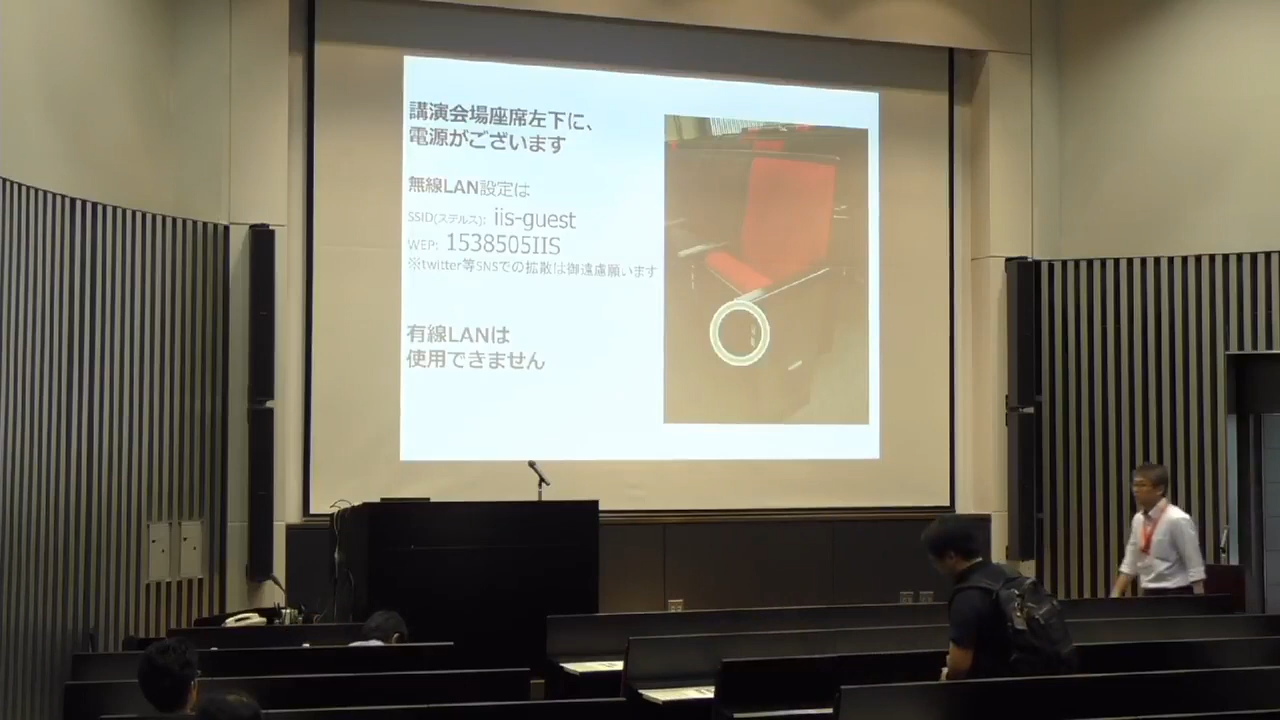 講演会場座席左下に、
電源がございます
無線LAN設定は
SSID(ステルス): iis-guest
WEP: 1538505IIS
※twitter等SNSでの拡散は御遠慮願います
有線LANは
使用できません